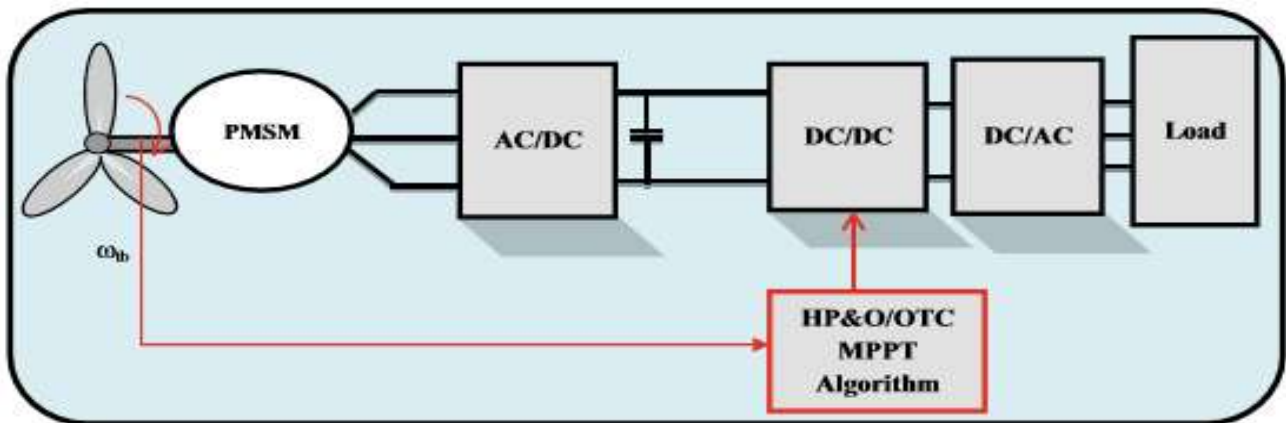 PMSM
AC/DC
DC/DC
DC/AC
Load
ωtb
HP&O/OTC
MPPT
Algorithm